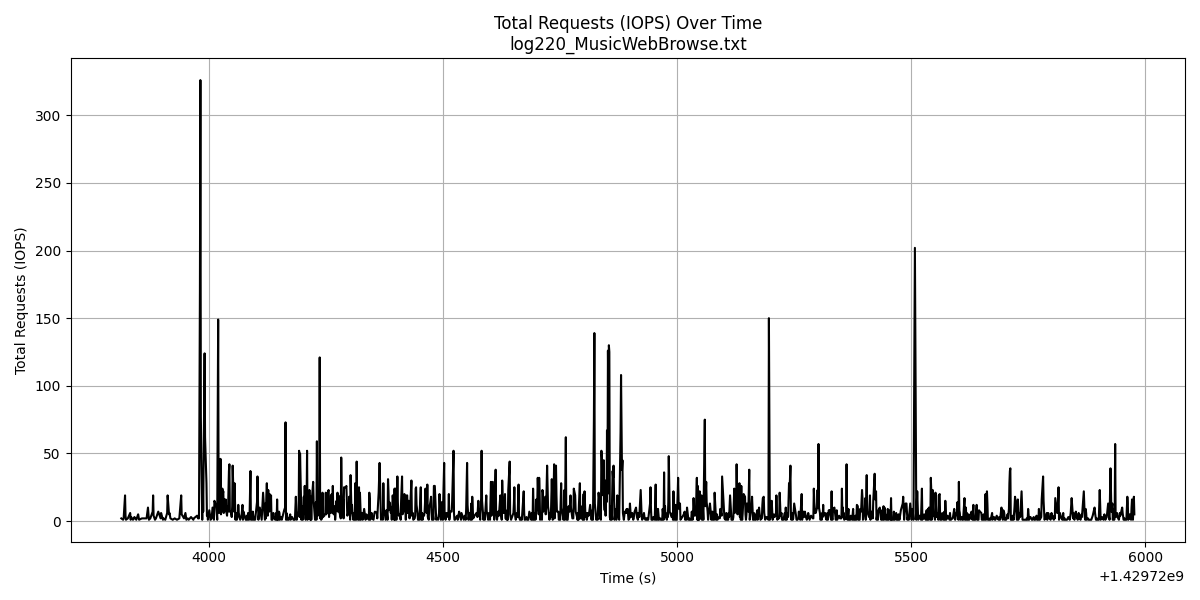 Total Requests (IOPS) Over Time
log220_MusicWebBrowse.txt
Total Requests (IOPS)
300
250
200
150
100
50
0
4000 4500 5000 5500 6000
Time (s)
+1.42972e9